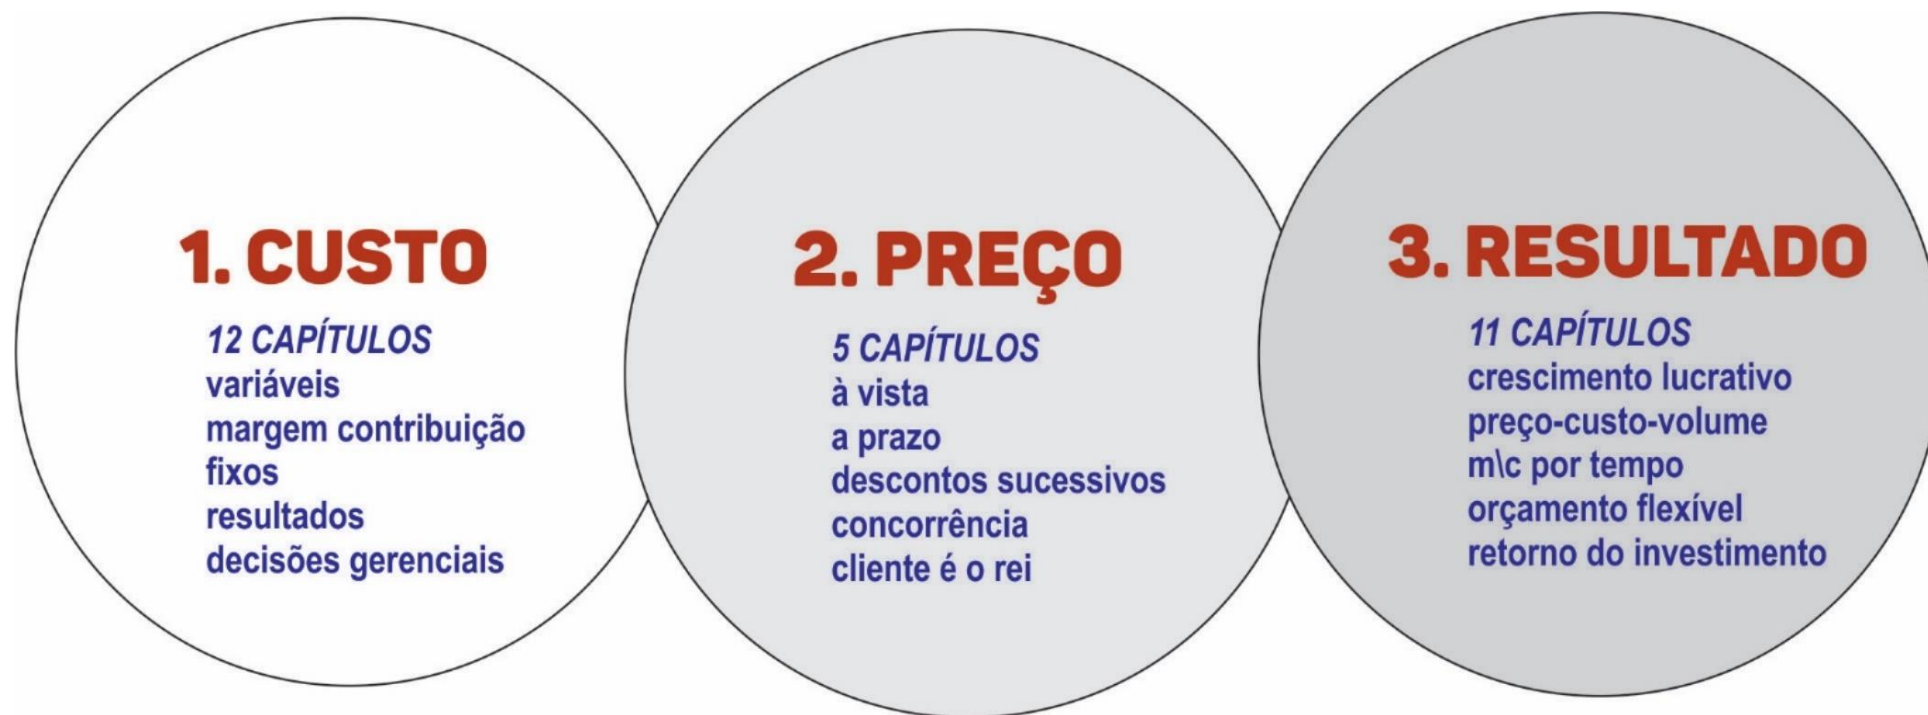 1. CUSTO
12 CAPÍTULOS
variáveis
margem contribuição
fixos
resultados
decisões gerenciais
2. PREÇO
5 CAPÍTULOS
à vista
a prazo
descontos sucessivos
concorrência
cliente é o rei
3. RESULTADO
11 CAPÍTULOS
crescimento lucrativo
preço-custo-volume
m\c por tempo
orçamento flexível
retorno do investimento